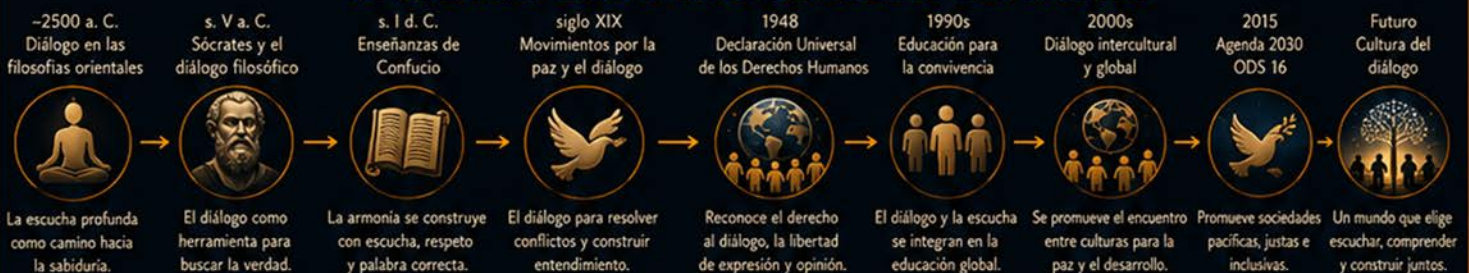 ~2500 a. C.
Diálogo en las
filosofías orientales
La escucha profunda
como camino hacia
la sabiduría.
s. V a. C.
Sócrates y el
diálogo filosófico
El diálogo como
herramienta para
buscar la verdad.
s. I d. C.
Enseñanzas de
Confucio
La armonía se construye
con escucha, respeto
y palabra correcta.
siglo XIX
Movimientos por la
paz y el diálogo
El diálogo para resolver
conflictos y construir
entendimiento.
1948
Declaración Universal
de los Derechos Humanos
Reconoce el derecho
al diálogo, la libertad
de expresión y opinión.
1990s
Educación para
la convivencia
El diálogo y la escucha
se integran en la
educación global.
2000s
Diálogo intercultural
y global
Se promueve el encuentro
entre culturas para la
paz y el desarrollo.
2015
Agenda 2030
ODS 16
Promueve sociedades
pacíficas, justas e
inclusivas.
Futuro
Cultura del
diálogo
Un mundo que elige
escuchar, comprender
y construir juntos.